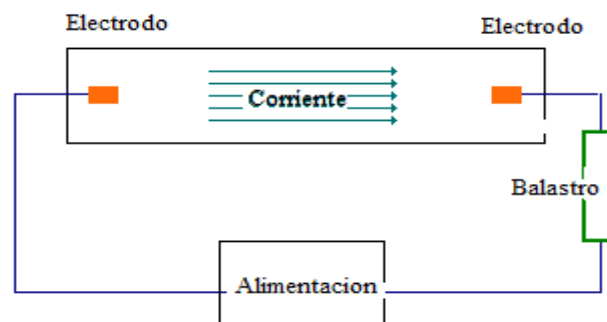 Electrodo
Electrodo
Corriente
Balastro
Alimentacion